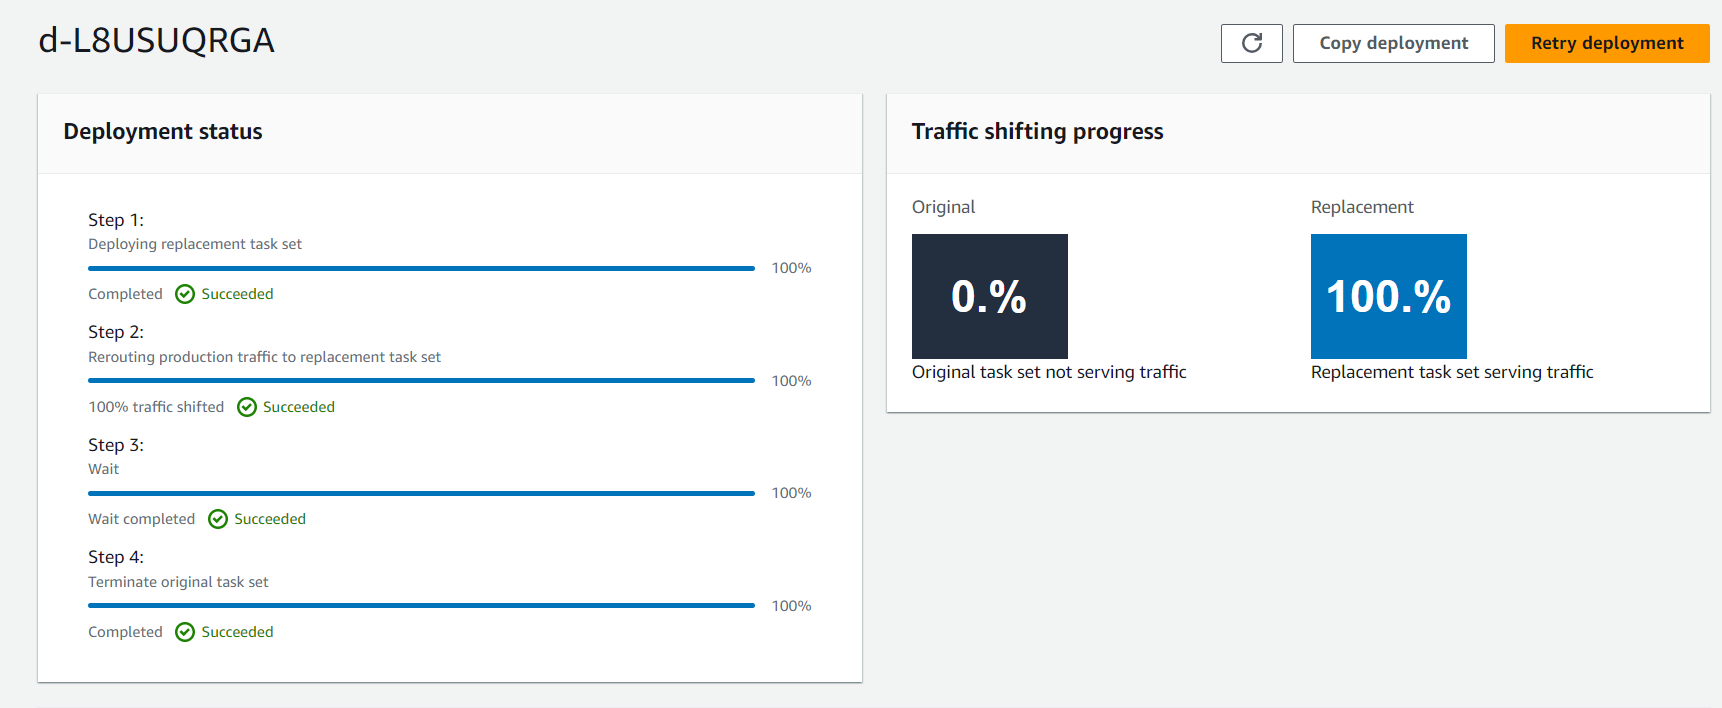 d-L8USUQRGA
Copy deployment
Retry deployment
Deployment status
Step 1:
Deploying replacement task set
100%
Completed Succeeded
Step 2:
Rerouting production traffic to replacement task set
100%
100% traffic shifted Succeeded
Step 3:
Wait
100%
Wait completed Succeeded
Step 4:
Terminate original task set
100%
Completed Succeeded
Traffic shifting progress
Original
0.%
Original task set not serving traffic
Replacement
100.%
Replacement task set serving traffic